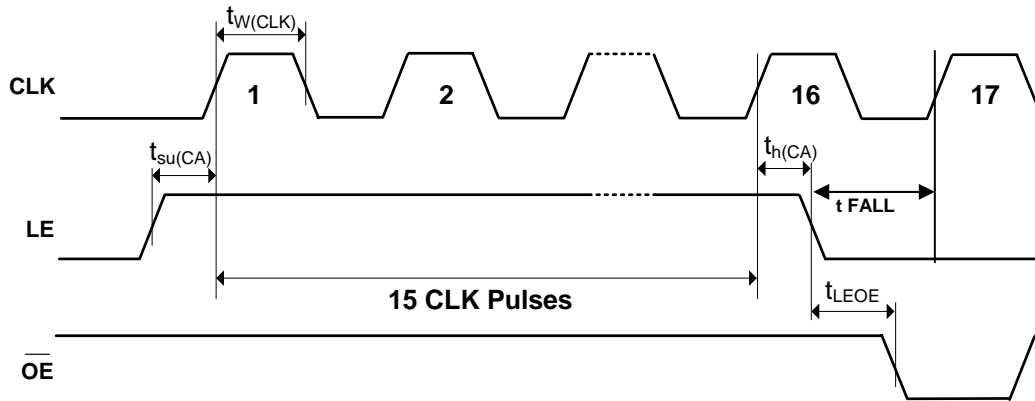 tW(CLK)
CLK
1
2
16
17
tsu(CA)
th(CA)
t FALL
LE
15 CLK Pulses
tLEOE
OE